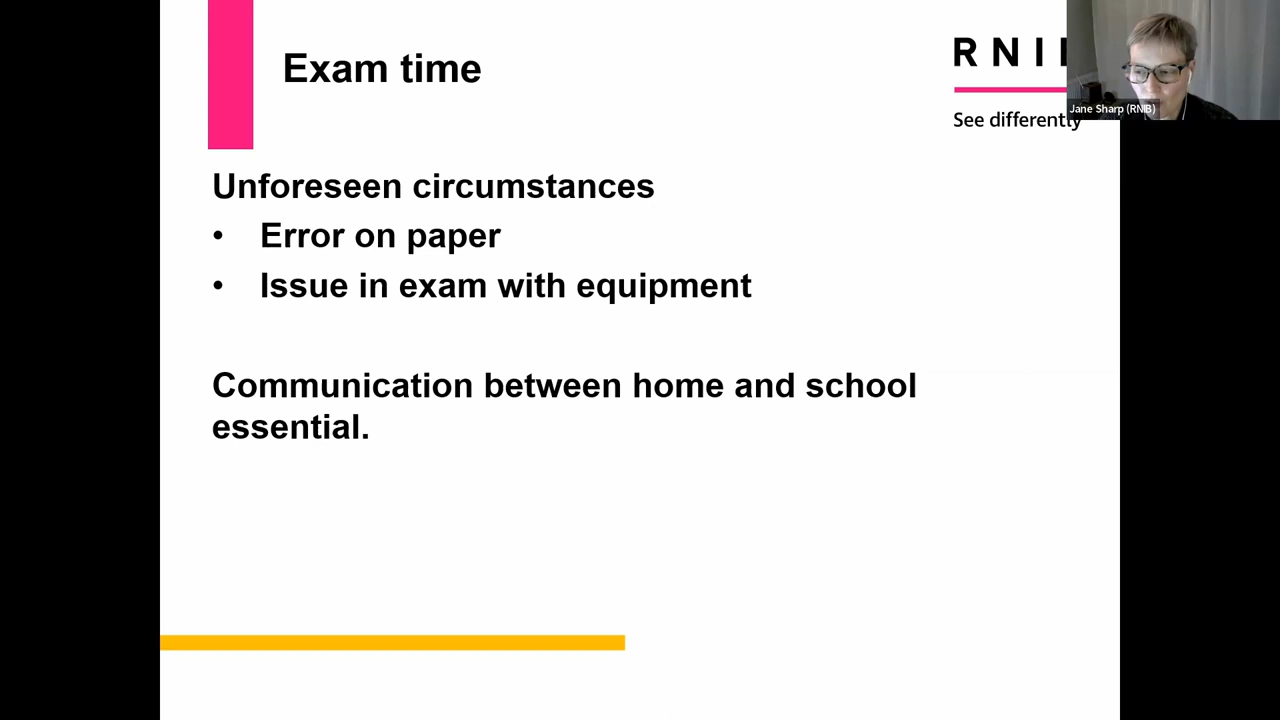 Exam time
RNI
See differently
Jane Sharp (RNIB)
Unforeseen circumstances
• Error on paper
• Issue in exam with equipment
Communication between home and school
essential.